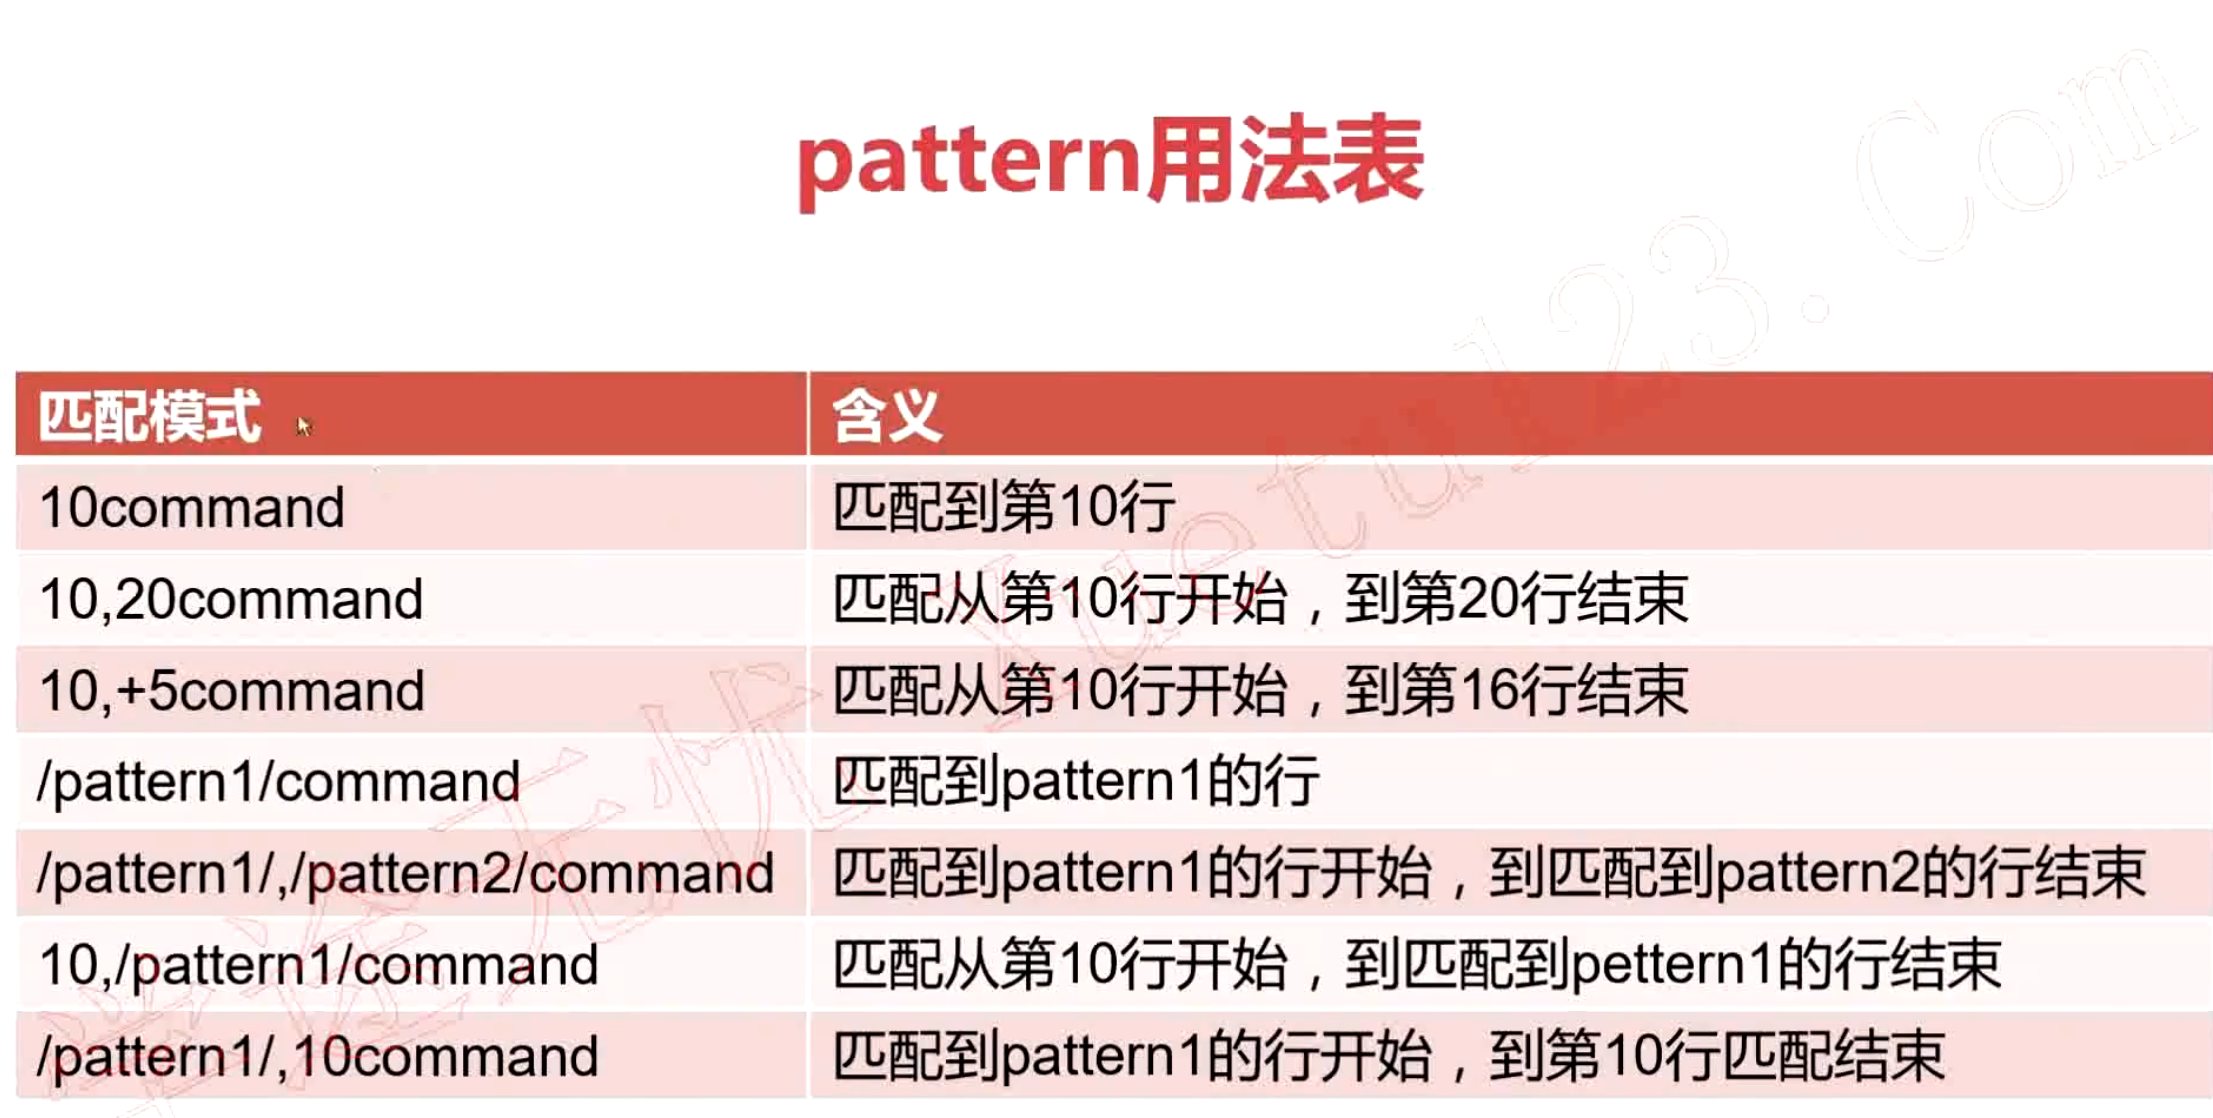 pattern用法表
匹配模式 含义
10command 匹配到第10行
10,20command 匹配从第10行开始，到第20行结束
10,+5command 匹配从第10行开始，到第16行结束
/pattern1/command 匹配到pattern1的行
/pattern1/,/pattern2/command 匹配到pattern1的行开始，到匹配到pattern2的行结束
10,/pattern1/command 匹配从第10行开始，到匹配到pettern1的行结束
/pattern1/,10command 匹配到pattern1的行开始，到第10行匹配结束
学途无忧 Xuetu123.Com